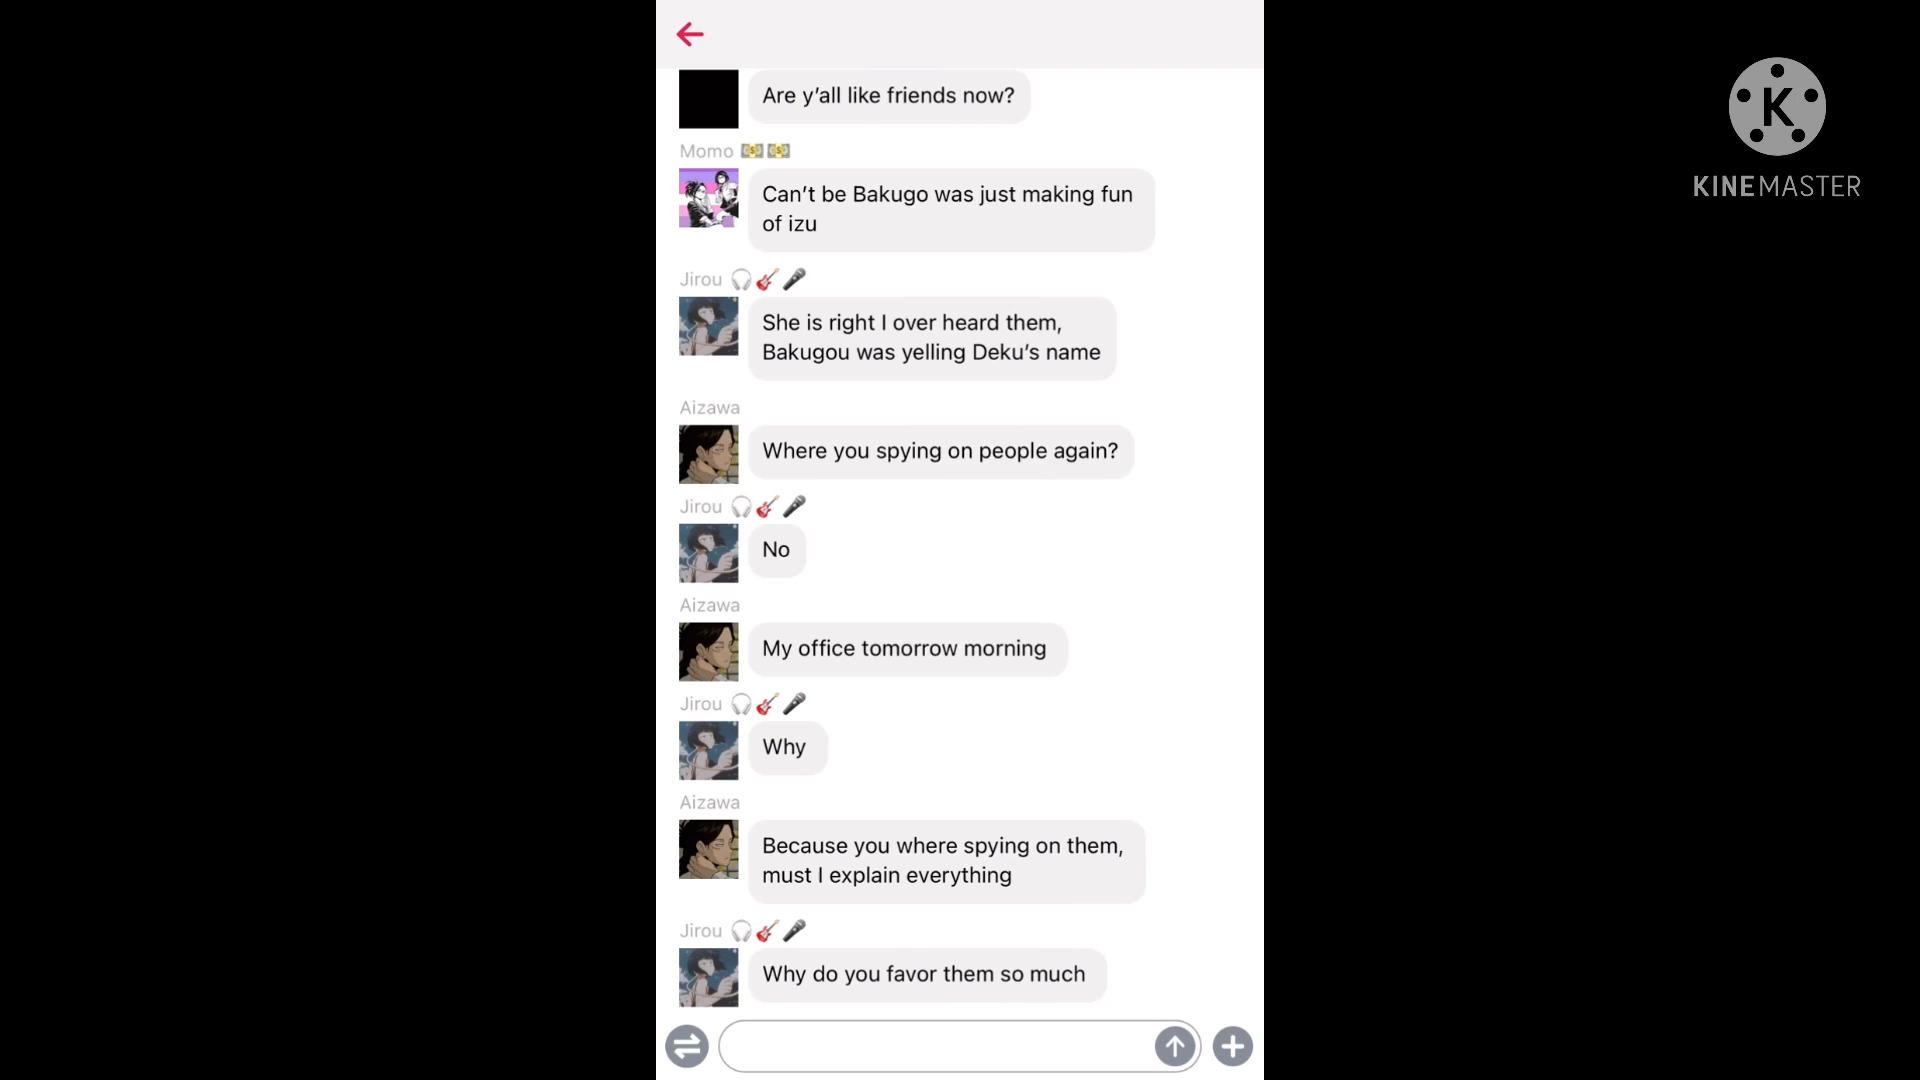 Are y’all like friends now?
Momo 💵💵
Can’t be Bakugo was just making fun
of izu
Jirou 🎧🎸🎤
She is right I over heard them,
Bakugou was yelling Deku’s name
Aizawa
Where you spying on people again?
Jirou 🎧🎸🎤
No
Aizawa
My office tomorrow morning
Jirou 🎧🎸🎤
Why
Aizawa
Because you where spying on them,
must I explain everything
Jirou 🎧🎸🎤
Why do you favor them so much
K
KINEMASTER